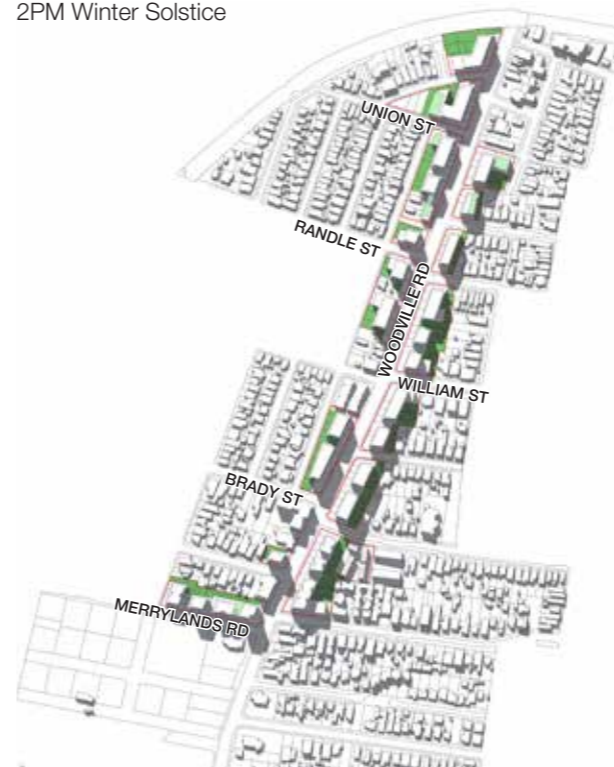 2PM Winter Solstice
UNION ST
RANDLE ST
WOODVILLE RD
WILLIAM ST
BRADY ST
MERRYLANDS RD